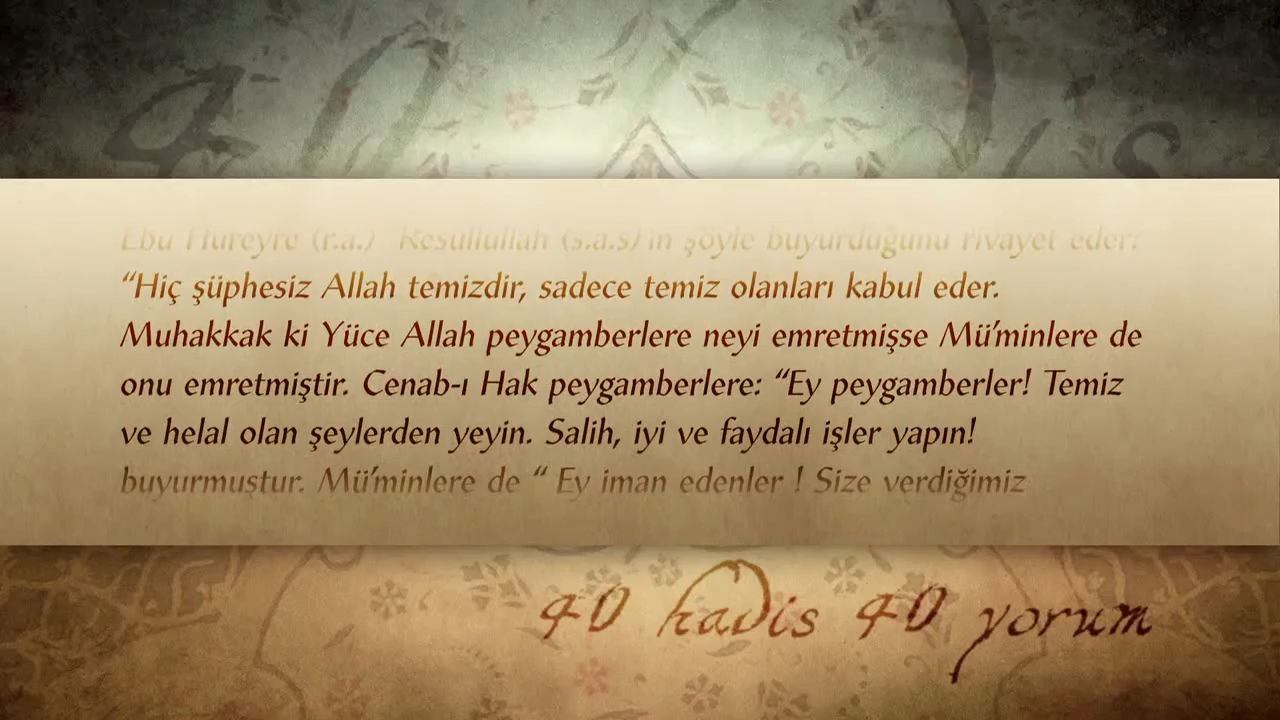 Ebu Hureyre (r.a.) Resullullah (s.a.s)'in şöyle buyurduğunu rivayet eder:
“Hiç şüphesiz Allah temizdir, sadece temiz olanları kabul eder.
Muhakkak ki Yüce Allah peygamberlere neyi emretmişse Mü'minlere de
onu emretmiştir. Cenab-ı Hak peygamberlere: “Ey peygamberler! Temiz
ve helal olan şeylerden yeyin. Salih, iyi ve faydalı işler yapın!
buyurmuştur. Mü'minlere de “ Ey iman edenler ! Size verdiğimiz
40 hadis 40 yorum